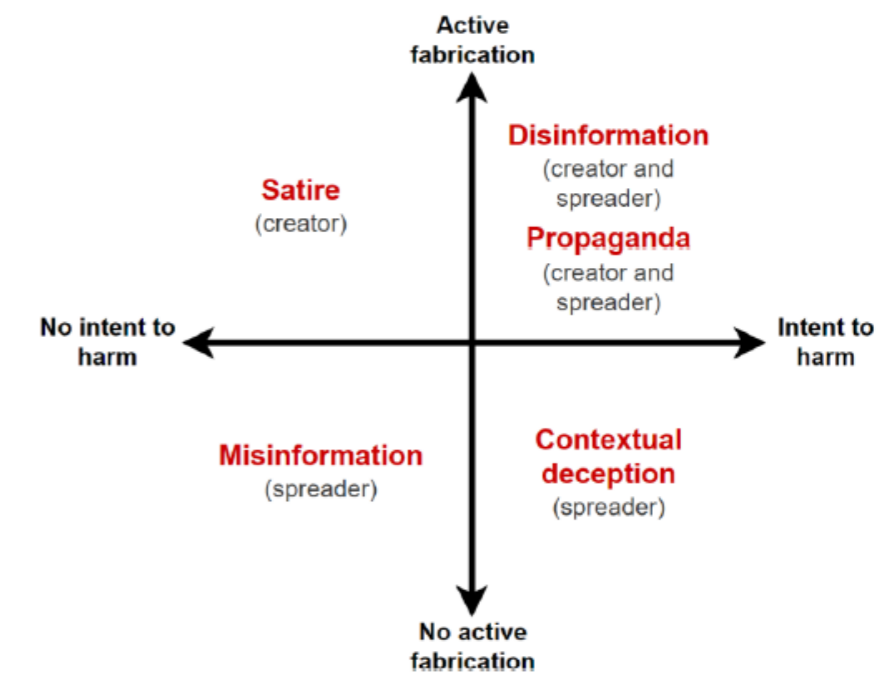 Active
fabrication
Disinformation
(creator and
spreader)
Satire
(creator)
Propaganda
(creator and
spreader)
No intent to
harm
Intent to
harm
Contextual
deception
(spreader)
Misinformation
(spreader)
No active
fabrication